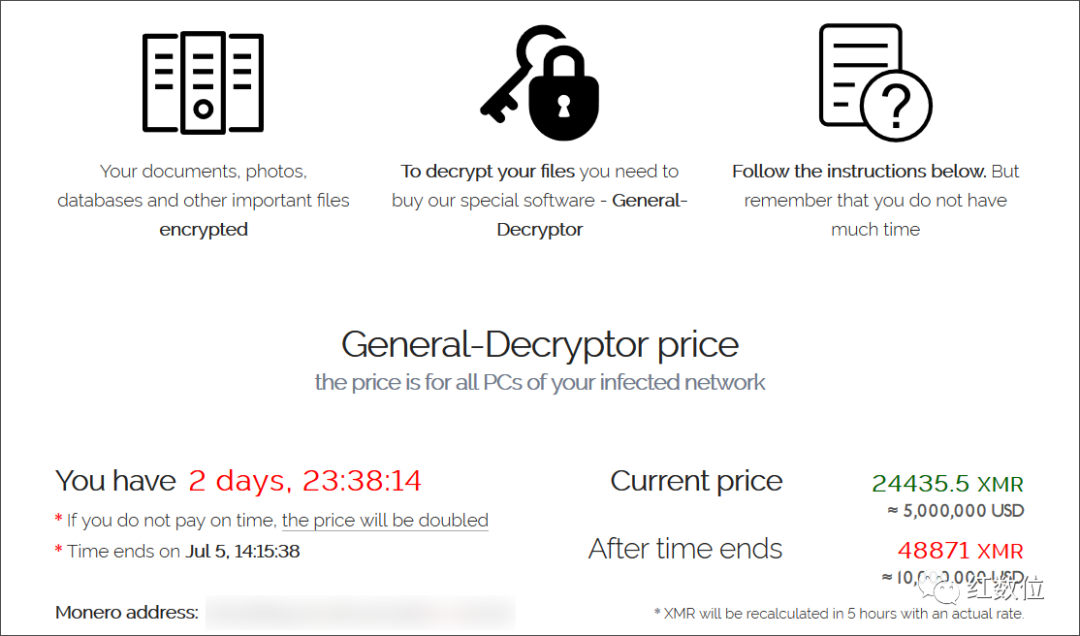 Your documents, photos,
databases and other important files
encrypted
To decrypt your files you need to
buy our special software - General-
Decryptor
Follow the instructions below. But
remember that you do not have
much time
?
General-Decryptor price
the price is for all PCs of your infected network
You have 2 days, 23:38:14
* If you do not pay on time, the price will be doubled
* Time ends on Jul 5, 14:15:38
Current price
24435.5 XMR
≈ 5,000,000 USD
After time ends
48871 XMR
≈ 10,000,000 USD
Monero address:
* XMR will be recalculated in 5 hours with an actual rate.
红数位